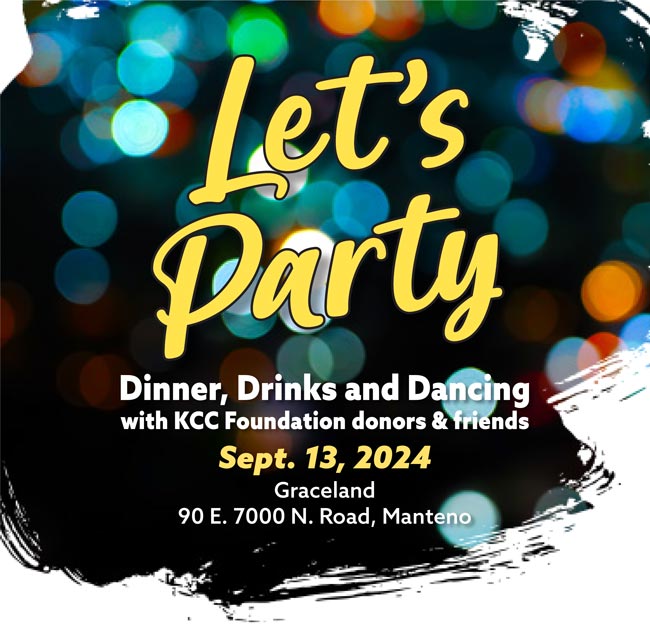 Let's
Party
Dinner, Drinks and Dancing
with KCC Foundation donors & friends
Sept. 13, 2024
Graceland
90 E. 7000 N. Road, Manteno